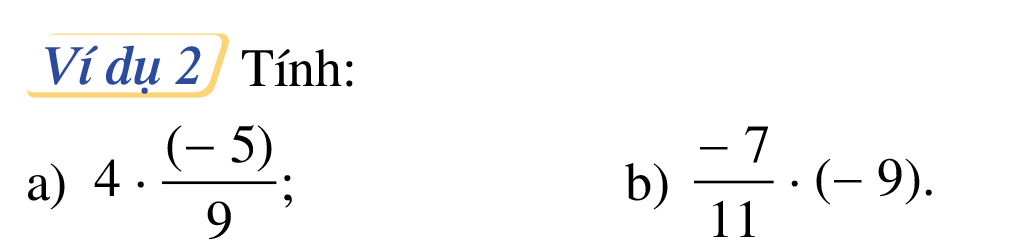 Ví dụ 2 Tính:
a) 4 · (– 5)/9; b) – 7/11 · (– 9).